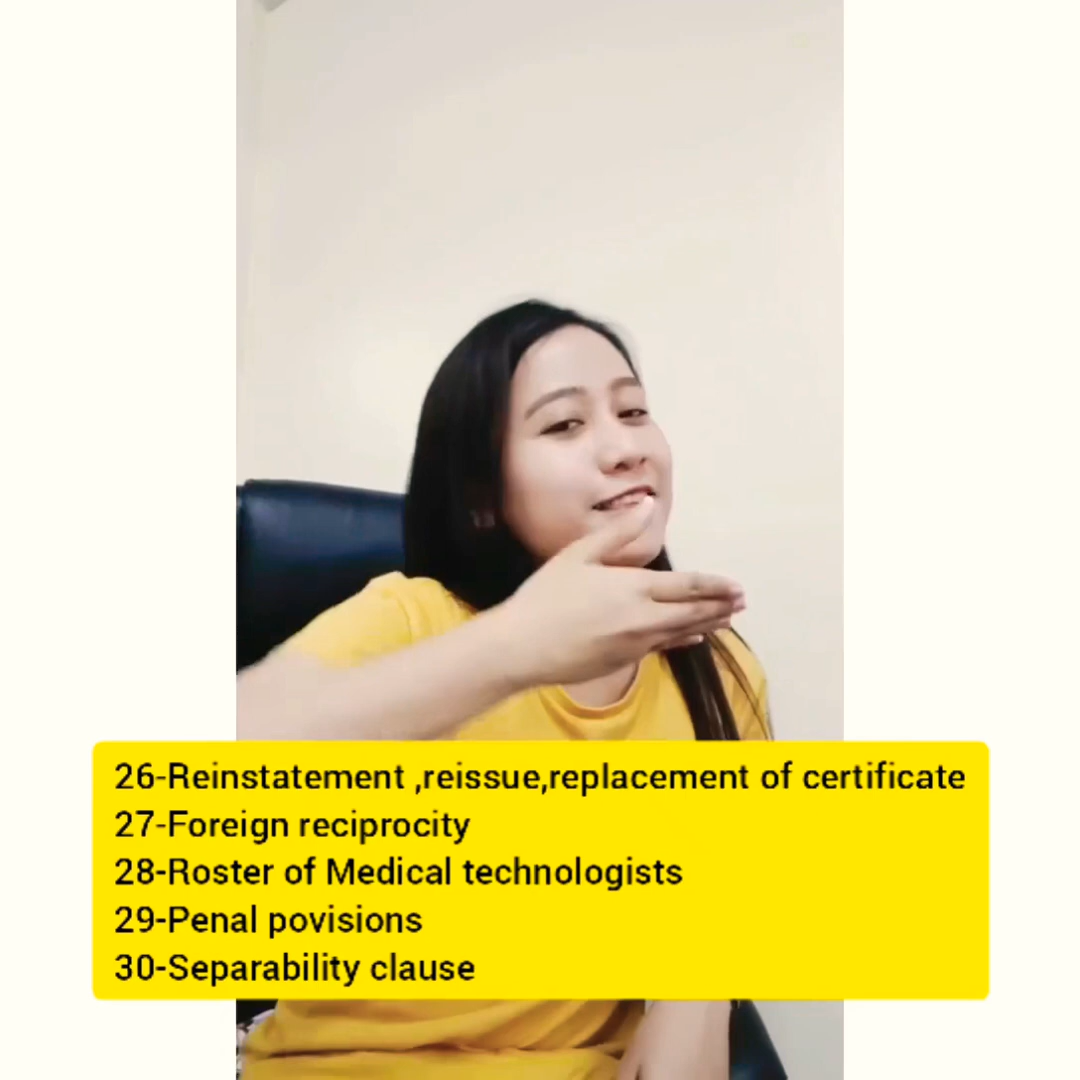 26-Reinstatement ,reissue,replacement of certificate
27-Foreign reciprocity
28-Roster of Medical technologists
29-Penal povisions
30-Separability clause